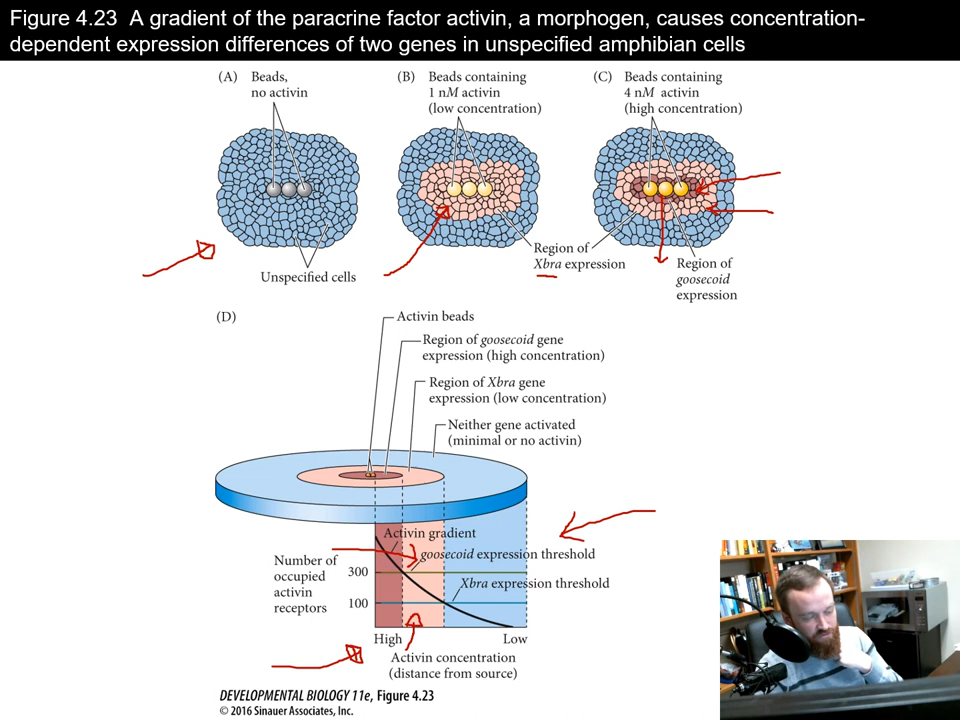 Figure 4.23 A gradient of the paracrine factor activin, a morphogen, causes concentration-
dependent expression differences of two genes in unspecified amphibian cells
(A) Beads,
no activin
(B) Beads containing
1 nM activin
(low concentration)
(C) Beads containing
4 nM activin
(high concentration)
Unspecified cells
Region of
Xbra expression
Region of
goosecoid
expression
(D)
Activin beads
Region of goosecoid gene
expression (high concentration)
Region of Xbra gene
expression (low concentration)
Neither gene activated
(minimal or no activin)
Activin gradient
goosecoid expression threshold
Xbra expression threshold
Number of
occupied
activin
receptors
300
100
High
Low
Activin concentration
(distance from source)
DEVELOPMENTAL BIOLOGY 11e, Figure 4.23
© 2016 Sinauer Associates, Inc.